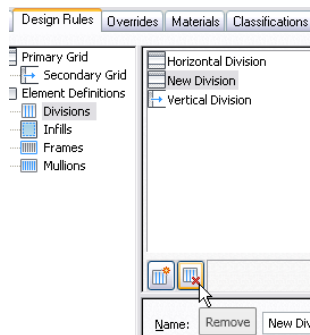 Design Rules Overrides Materials Classifications
Primary Grid
Secondary Grid
Element Definitions
Divisions
Infills
Frames
Mullions
Horizontal Division
New Division
Vertical Division
Name: Remove New Div